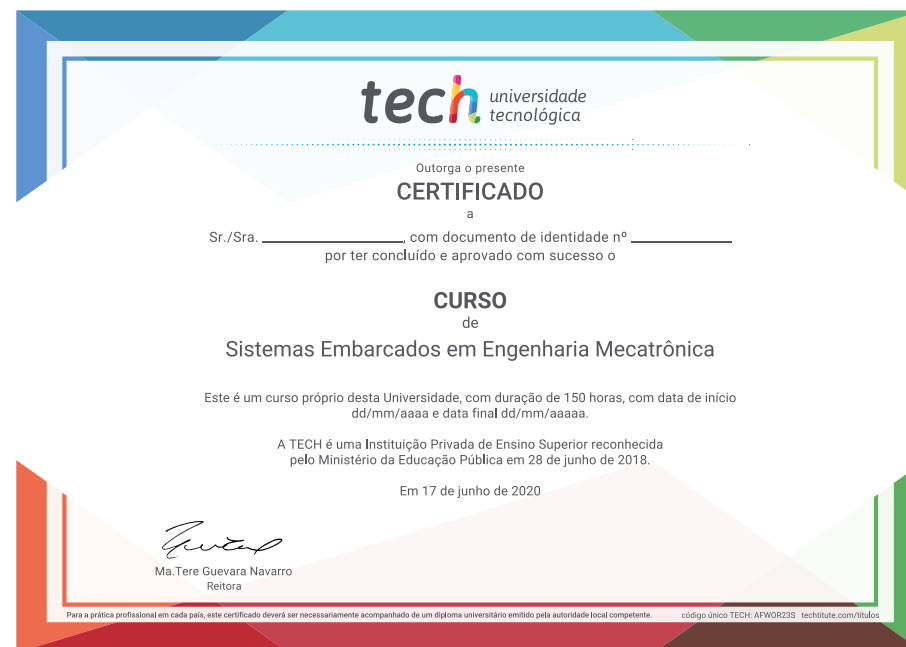 tech universidade
tecnológica
Outorga o presente
CERTIFICADO
a
Sr./Sra. ____________________, com documento de identidade nº ______________
por ter concluído e aprovado com sucesso o
CURSO
de
Sistemas Embarcados em Engenharia Mecatrônica
Este é um curso próprio desta Universidade, com duração de 150 horas, com data de início
dd/mm/aaaa e data final dd/mm/aaaaa.
A TECH é uma Instituição Privada de Ensino Superior reconhecida
pelo Ministério da Educação Pública em 28 de junho de 2018.
Em 17 de junho de 2020
Ma.Tere Guevara Navarro
Reitora
Para a prática profissional em cada país, este certificado deverá ser necessariamente acompanhado de um diploma universitário emitido pela autoridade local competente. código único TECH: AFWOR23S techtitute.com/títulos